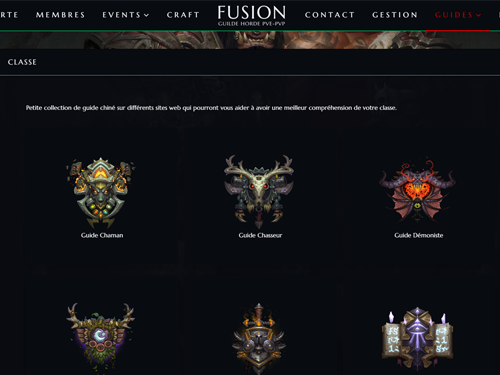 RTE MEMBRES EVENTS CRAFT FUSION CONTACT GESTION GUIDES
GUILDE HORDE PVE-PVP
CLASSE
Petite collection de guide chiné sur différents sites web qui pourront vous aider à avoir une meilleur compréhension de votre classe.
Guide Chaman Guide Chasseur Guide Démoniste